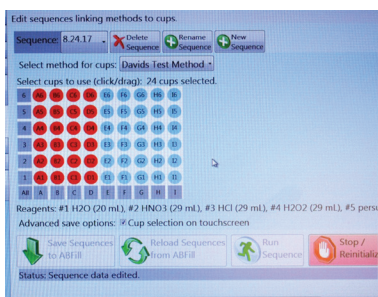 Edit sequences linking methods to cups.
Sequence: 8.24.17 Delete Sequence Rename Sequence New Sequence
Select method for cups: Davids Test Method
Select cups to use (click/drag): 24 cups selected.
6 A6 B6 C6 D6 E6 F6 G6 H6 I6
5 A5 B5 C5 D5 E5 F5 G5 H5 I5
4 A4 B4 C4 D4 E4 F4 G4 H4 I4
3 A3 B3 C3 D3 E3 F3 G3 H3 I3
2 A2 B2 C2 D2 E2 F2 G2 H2 I2
1 A1 B1 C1 D1 E1 F1 G1 H1 I1
All A B C D E F G H I
Reagents: #1 H2O (20 mL), #2 HNO3 (29 mL), #3 HCl (29 mL), #4 H2O2 (29 mL), #5 persu
Advanced save options: Cup selection on touchscreen
Save Sequences to ABFill Reload Sequences from ABFill Run Sequence Stop / Reinitializ
Status: Sequence data edited.